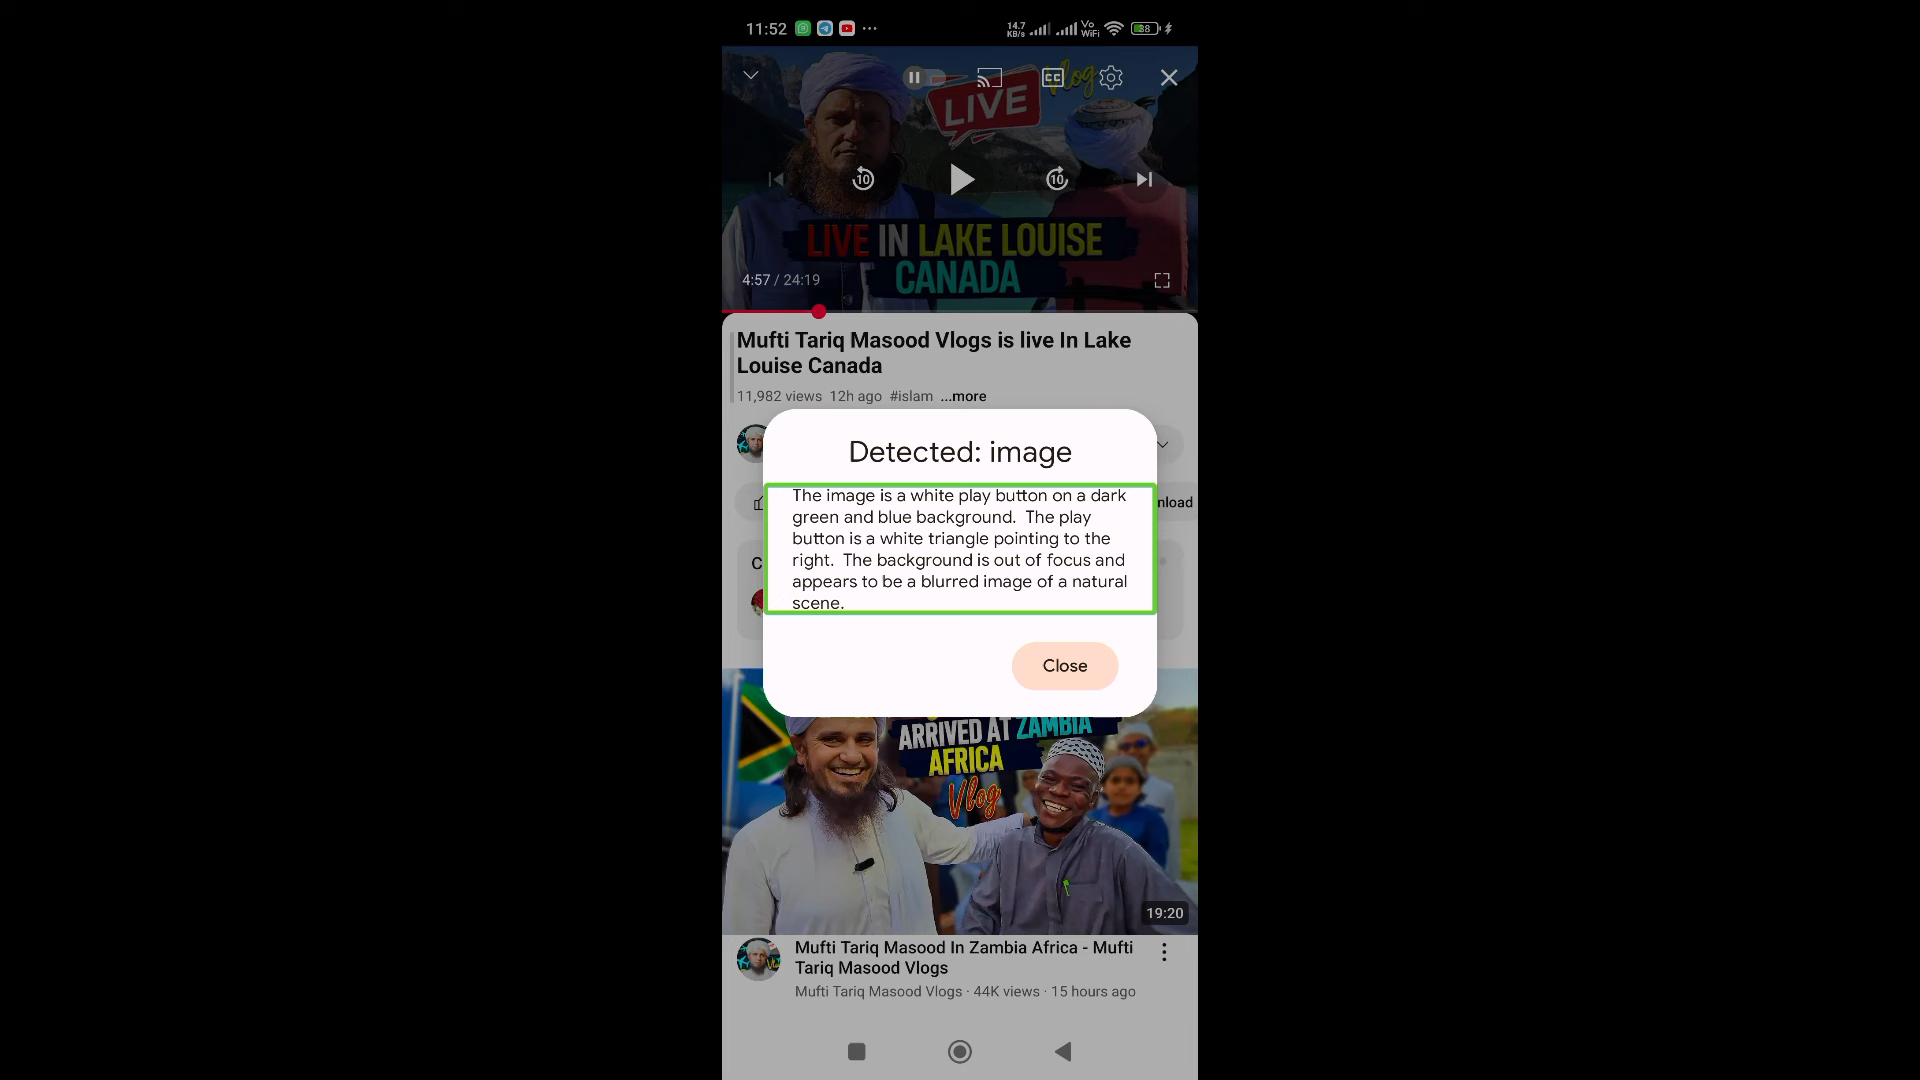 11:52
14.7 KB/s
Vo WiFi
38
Vlog
CC
LIVE
10
10
LIVE IN LAKE LOUISE
CANADA
4:57 / 24:19
Mufti Tariq Masood Vlogs is live In Lake
Louise Canada
11,982 views 12h ago #islam ...more
Detected: image
The image is a white play button on a dark
green and blue background. The play
button is a white triangle pointing to the
right. The background is out of focus and
appears to be a blurred image of a natural
scene.
nload
C
Close
ARRIVED AT ZAMBIA
AFRICA
Vlog
19:20
Mufti Tariq Masood In Zambia Africa - Mufti
Tariq Masood Vlogs
Mufti Tariq Masood Vlogs · 44K views · 15 hours ago